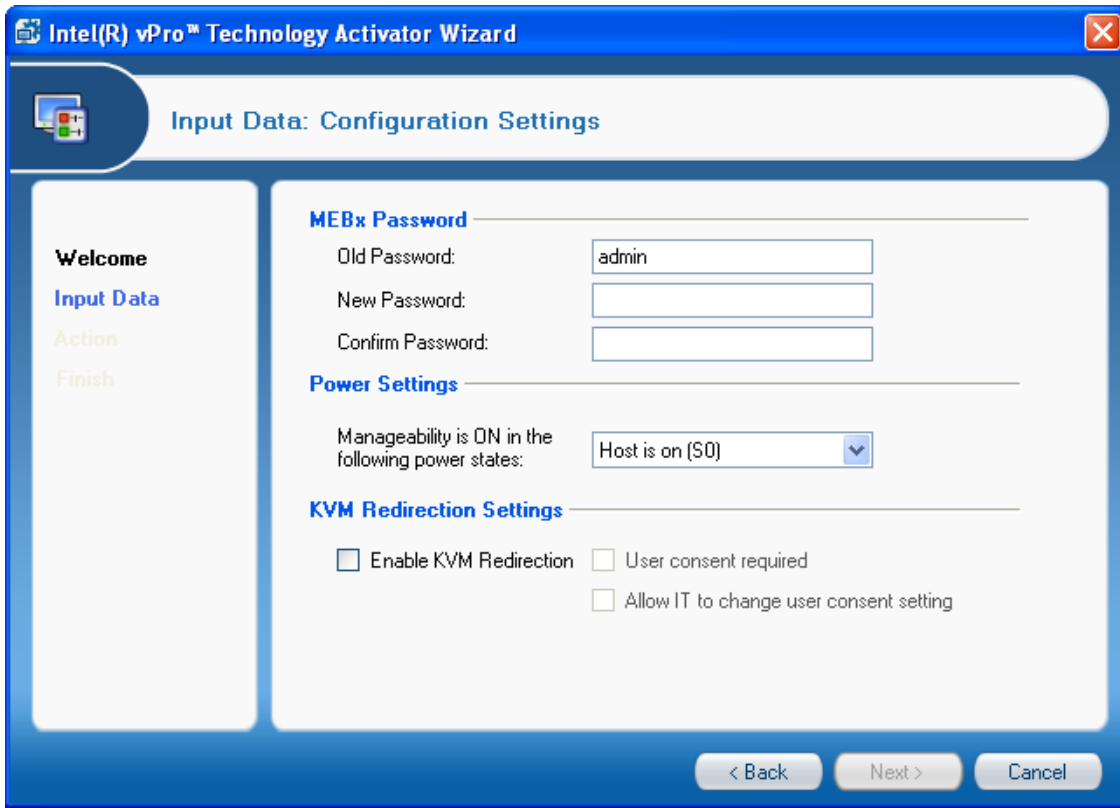 Intel(R) vPro™ Technology Activator Wizard
Input Data: Configuration Settings
Welcome
Input Data
Action
Finish
MEBx Password
Old Password:
admin
New Password:
Confirm Password:
Power Settings
Manageability is ON in the
following power states:
Host is on (S0)
KVM Redirection Settings
Enable KVM Redirection
User consent required
Allow IT to change user consent setting
< Back
Next >
Cancel